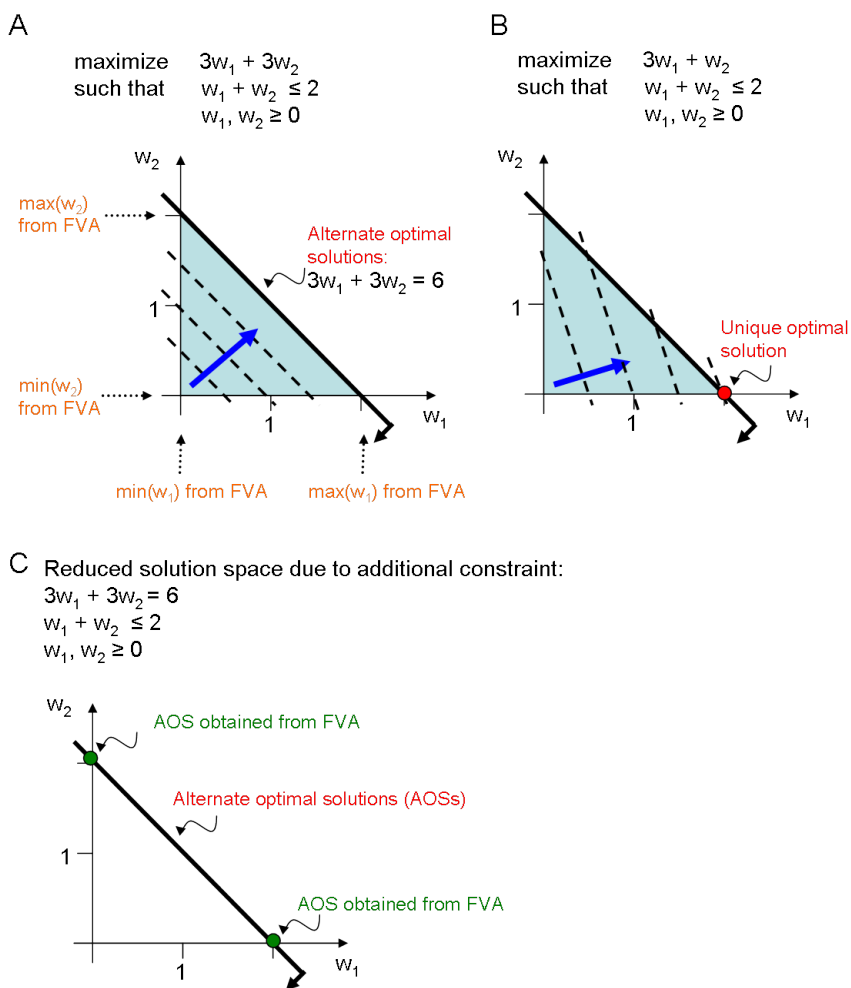 A
maximize 3w₁ + 3w₂
such that w₁ + w₂ ≤ 2
w₁, w₂ ≥ 0
w₂
max(w₂)
from FVA
Alternate optimal
solutions:
3w₁ + 3w₂ = 6
1
min(w₂)
from FVA
1
w₁
min(w₁) from FVA
max(w₁) from FVA
B
maximize 3w₁ + w₂
such that w₁ + w₂ ≤ 2
w₁, w₂ ≥ 0
w₂
1
Unique optimal
solution
1
w₁
C Reduced solution space due to additional constraint:
3w₁ + 3w₂ = 6
w₁ + w₂ ≤ 2
w₁, w₂ ≥ 0
w₂
AOS obtained from FVA
Alternate optimal solutions (AOSs)
1
AOS obtained from FVA
1
w₁